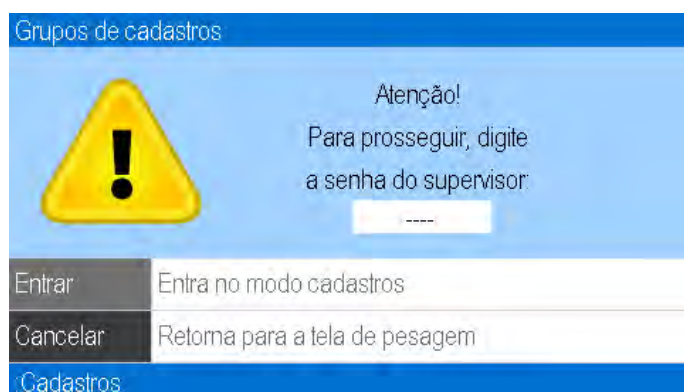 Grupos de cadastros
Atenção!
Para prosseguir, digite
a senha do supervisor:
----
Entrar Entra no modo cadastros
Cancelar Retorna para a tela de pesagem
:Cadastros